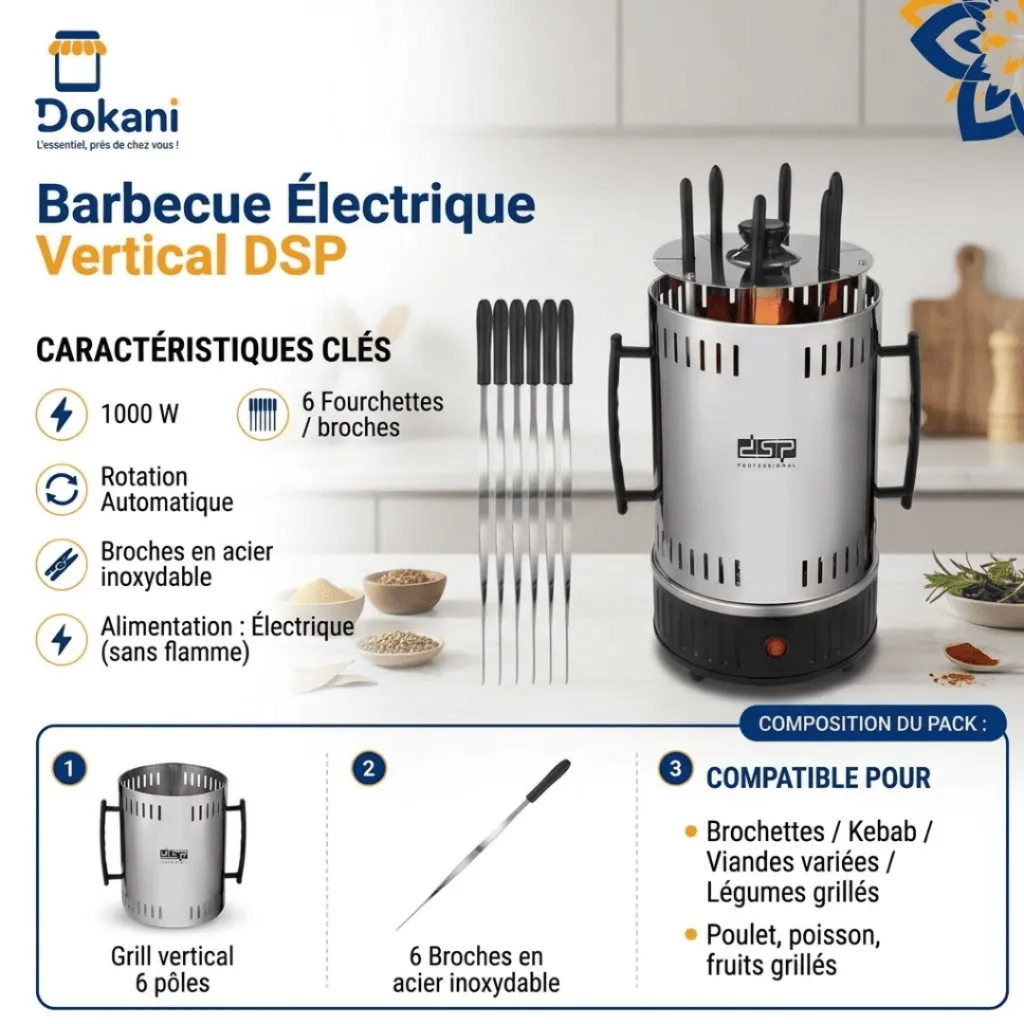 Dokani
L'essentiel, près de chez vous !
Barbecue Électrique
Vertical DSP
CARACTÉRISTIQUES CLÉS
1000 W
6 Fourchettes
/ broches
Rotation
Automatique
Broches en acier
inoxydable
Alimentation : Électrique
(sans flamme)
dsp
PROFESSIONAL
COMPOSITION DU PACK :
1
dsp
Grill vertical
6 pôles
2
6 Broches en
acier inoxydable
3
COMPATIBLE POUR
Brochettes / Kebab /
Viandes variées /
Légumes grillés
Poulet, poisson,
fruits grillés